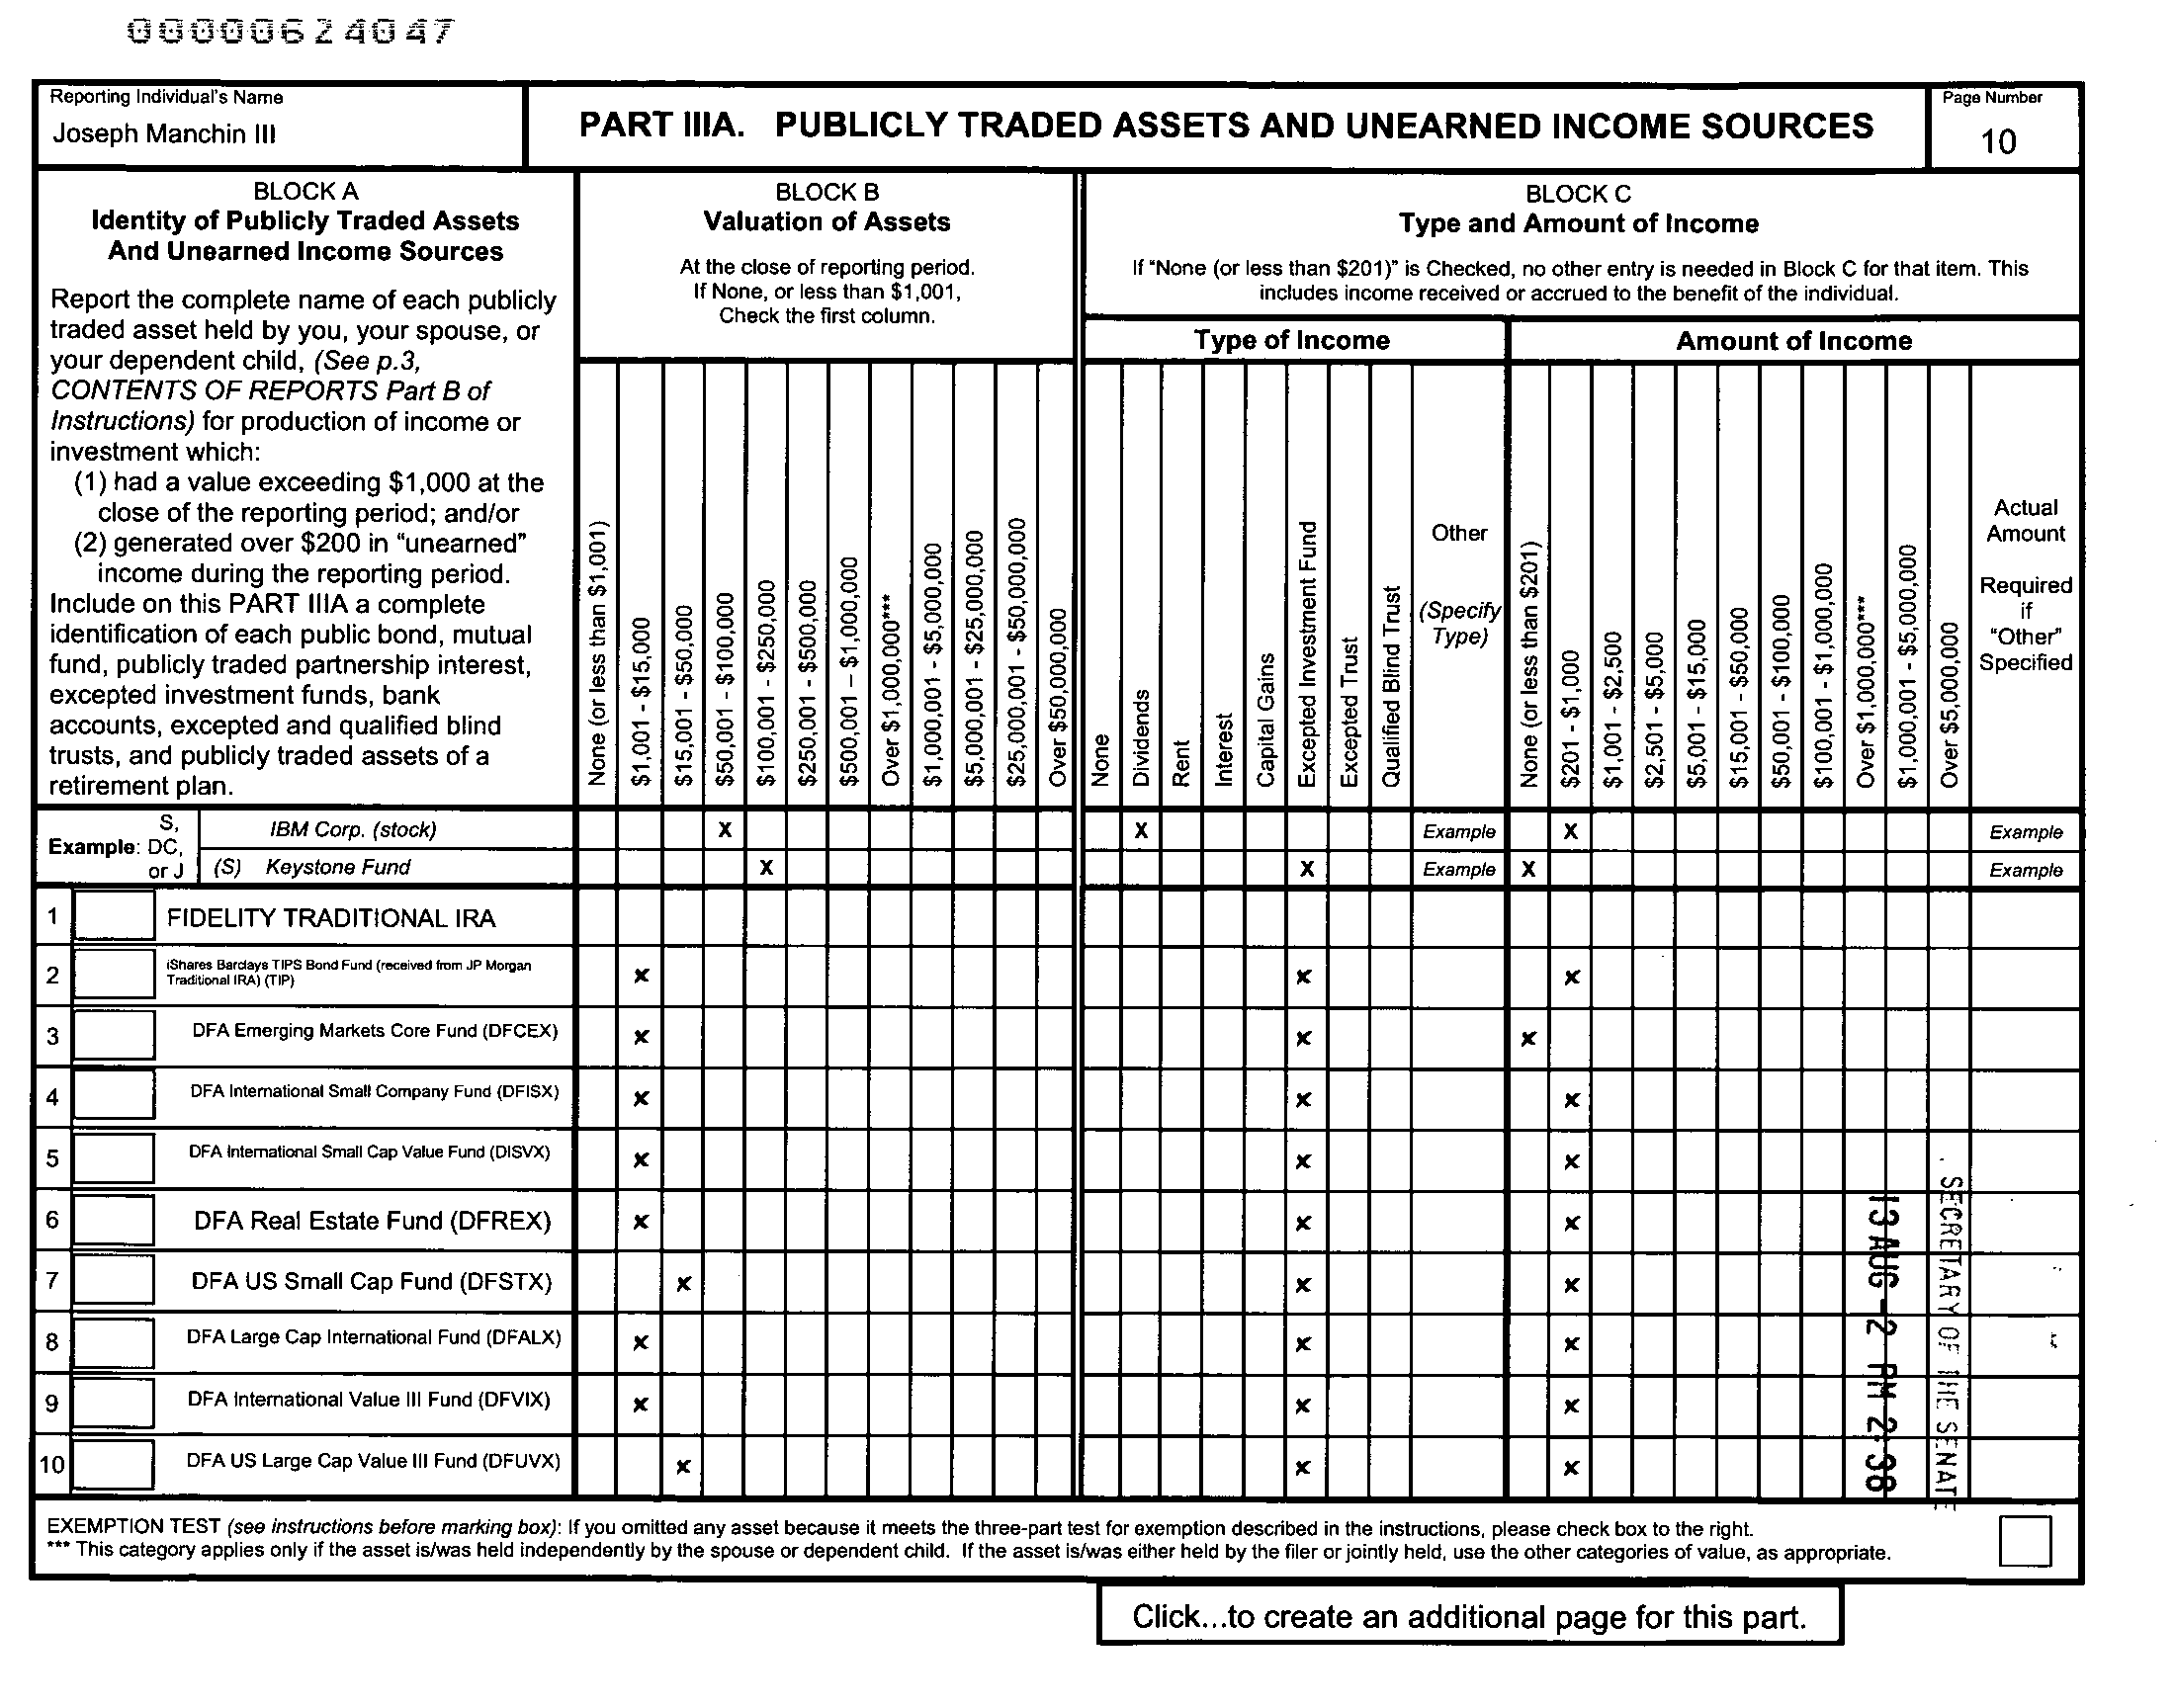 00000624047
Reporting Individual's Name
Joseph Manchin III
PART IIIA. PUBLICLY TRADED ASSETS AND UNEARNED INCOME SOURCES
Page Number
10
BLOCK A
Identity of Publicly Traded Assets
And Unearned Income Sources
Report the complete name of each publicly
traded asset held by you, your spouse, or
your dependent child, (See p.3,
CONTENTS OF REPORTS Part B of
Instructions) for production of income or
investment which:
(1) had a value exceeding $1,000 at the
close of the reporting period; and/or
(2) generated over $200 in “unearned”
income during the reporting period.
Include on this PART IIIA a complete
identification of each public bond, mutual
fund, publicly traded partnership interest,
excepted investment funds, bank
accounts, excepted and qualified blind
trusts, and publicly traded assets of a
retirement plan.
BLOCK B
Valuation of Assets
At the close of reporting period.
If None, or less than $1,001,
Check the first column.
None (or less than $1,001)
$1,001 - $15,000
$15,001 - $50,000
$50,001 - $100,000
$100,001 - $250,000
$250,001 - $500,000
$500,001 – $1,000,000
Over $1,000,000***
$1,000,001 - $5,000,000
$5,000,001 - $25,000,000
$25,000,001 - $50,000,000
Over $50,000,000
BLOCK C
Type and Amount of Income
If “None (or less than $201)” is Checked, no other entry is needed in Block C for that item. This
includes income received or accrued to the benefit of the individual.
Type of Income
None
Dividends
Rent
Interest
Capital Gains
Excepted Investment Fund
Excepted Trust
Qualified Blind Trust
Other
(Specify
Type)
Amount of Income
None (or less than $201)
$201 - $1,000
$1,001 - $2,500
$2,501 - $5,000
$5,001 - $15,000
$15,001 - $50,000
$50,001 - $100,000
$100,001 - $1,000,000
Over $1,000,000***
$1,000,001 - $5,000,000
Over $5,000,000
Actual
Amount
Required
if
“Other”
Specified
Example: S,
DC,
or J
IBM Corp. (stock) X X Example X Example
(S) Keystone Fund X X Example X Example
1 FIDELITY TRADITIONAL IRA
2 iShares Barclays TIPS Bond Fund (received from JP Morgan
Traditional IRA) (TIP) x x x
3 DFA Emerging Markets Core Fund (DFCEX) x x x
4 DFA International Small Company Fund (DFISX) x x x
5 DFA International Small Cap Value Fund (DISVX) x x x
6 DFA Real Estate Fund (DFREX) x x x
7 DFA US Small Cap Fund (DFSTX) x x x
8 DFA Large Cap International Fund (DFALX) x x x
9 DFA International Value III Fund (DFVIX) x x x
10 DFA US Large Cap Value III Fund (DFUVX) x x x
SECRETARY OF THE SENATE
13 AUG -2 PM 2:38
EXEMPTION TEST (see instructions before marking box): If you omitted any asset because it meets the three-part test for exemption described in the instructions, please check box to the right.
*** This category applies only if the asset is/was held independently by the spouse or dependent child. If the asset is/was either held by the filer or jointly held, use the other categories of value, as appropriate.
Click...to create an additional page for this part.